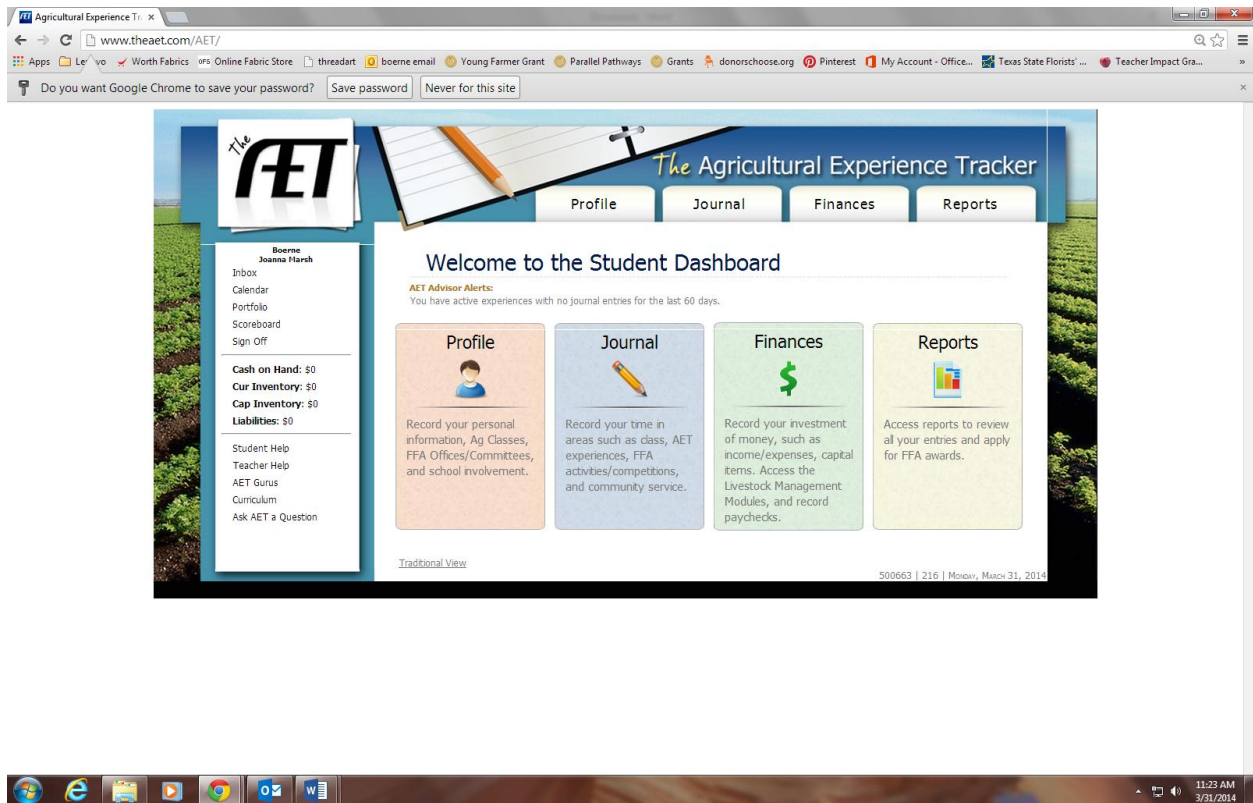 Agricultural Experience Tr
www.theaet.com/AET/
Apps Le vo Worth Fabrics OFS Online Fabric Store threadart boerne email Young Farmer Grant Parallel Pathways Grants donorschoose.org Pinterest My Account - Office... Texas State Florists' ... Teacher Impact Gra... »
Do you want Google Chrome to save your password? Save password Never for this site
The AET
The Agricultural Experience Tracker
Profile Journal Finances Reports
Boerne
Joanna Marsh
Inbox
Calendar
Portfolio
Scoreboard
Sign Off
Cash on Hand: $0
Cur Inventory: $0
Cap Inventory: $0
Liabilities: $0
Student Help
Teacher Help
AET Gurus
Curriculum
Ask AET a Question
Welcome to the Student Dashboard
AET Advisor Alerts:
You have active experiences with no journal entries for the last 60 days.
Profile
Record your personal
information, Ag Classes,
FFA Offices/Committees,
and school involvement.
Journal
Record your time in
areas such as class, AET
experiences, FFA
activities/competitions,
and community service.
Finances
$
Record your investment
of money, such as
income/expenses, capital
items. Access the
Livestock Management
Modules, and record
paychecks.
Reports
Access reports to review
all your entries and apply
for FFA awards.
Traditional View
500663 | 216 | Monday, March 31, 2014
11:23 AM
3/31/2014